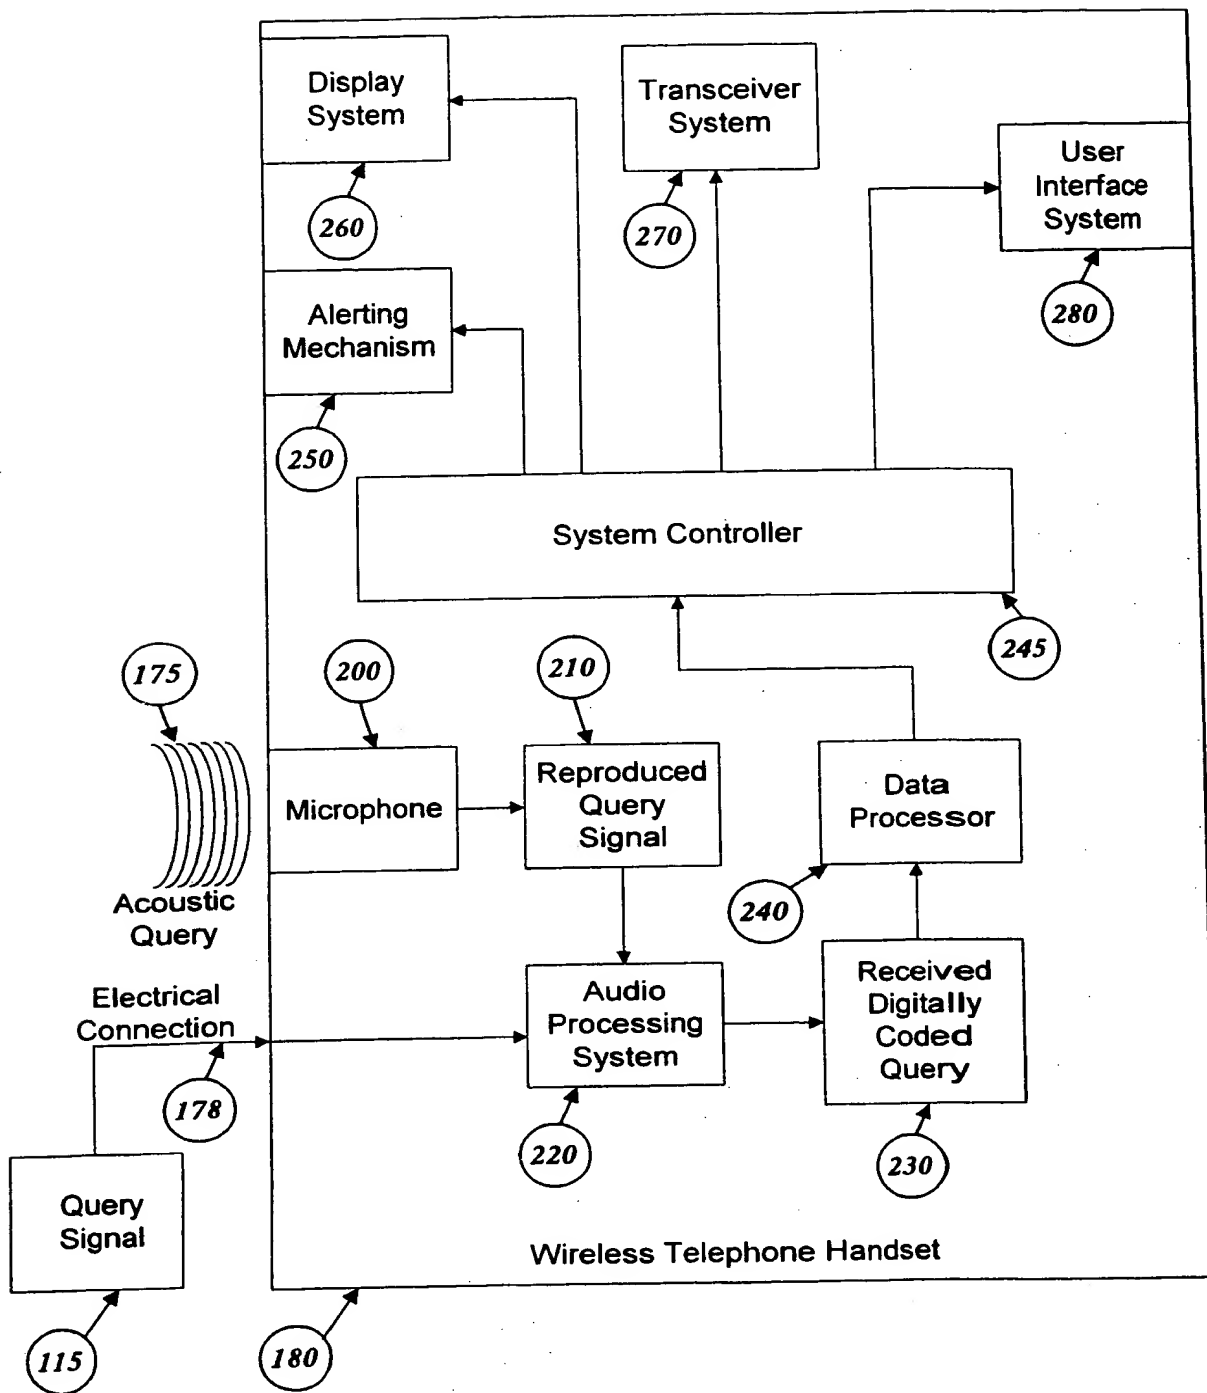 Display
System
260
Transceiver
System
270
User
Interface
System
280
Alerting
Mechanism
250
System Controller
245
175
200
210
Acoustic
Query
Microphone
Reproduced
Query
Signal
Data
Processor
240
Electrical
Connection
178
Audio
Processing
System
220
Received
Digitally
Coded
Query
230
Query
Signal
115
Wireless Telephone Handset
180